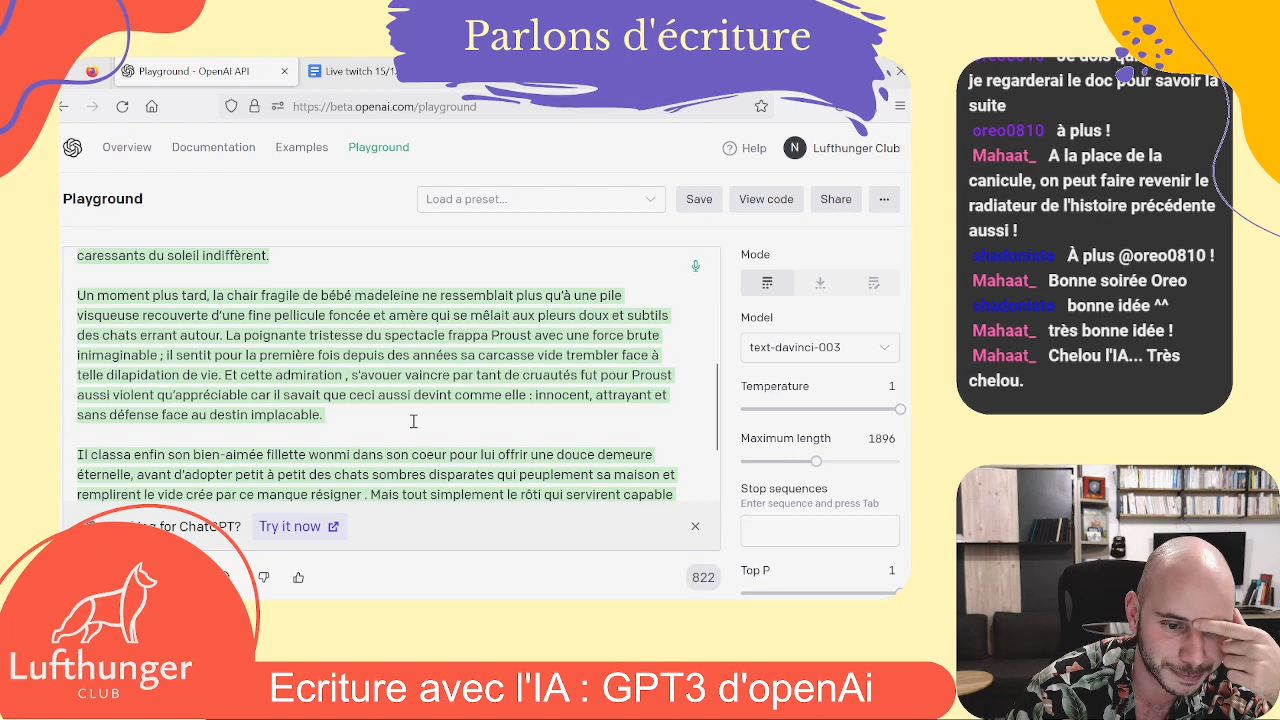 Parlons d'écriture
Playground - OpenAI API
Live twitch 15/1
https://beta.openai.com/playground
Overview
Documentation
Examples
Playground
Help
N
Lufthunger Club
Playground
Load a preset...
Save
View code
Share
...
caressants du soleil indiffèrent.
Un moment plus tard, la chair fragile de bébé madeleine ne ressemblait plus qu'à une pile
visqueuse recouverte d'une fine pellicule
et amère qui se mêlait aux pleurs doux et subtils
des chats errant autour. La poignante tristesse du spectacle frappa Proust avec une force brute
inimaginable ; il sentit pour la première fois depuis des années sa carcasse vide trembler face à
telle dilapidation de vie. Et cette admiration , s'avouer vaincre par tant de cruautés fut pour Proust
aussi violent qu'appréciable car il savait que ceci aussi devint comme elle : innocent, attrayant et
sans défense face au destin implacable.
Il classa enfin son bien-aimée fillette wonmi dans son coeur pour lui offrir une douce demeure
éternelle, avant d'adopter petit à petit des chats sombres disparates qui peuplement sa maison et
remplirent le vide crée par ce manque résigner . Mais tout simplement le rôti qui servirent capable
for ChatGPT?
Try it now
822
Mode
Model
text-davinci-003
Temperature
1
Maximum length
1896
Stop sequences
Enter sequence and press Tab
Top P
1
je regarderai le doc pour savoir la
suite
oreo0810 à plus !
Mahaat_ A la place de la
canicule, on peut faire revenir le
radiateur de l'histoire précédente
aussi !
shadoniste À plus @oreo0810 !
Mahaat_ Bonne soirée Oreo
shadoniste bonne idée ^^
Mahaat_ très bonne idée !
Mahaat_ Chelou l'IA... Très
chelou.
Lufthunger
CLUB
Ecriture avec l'IA : GPT3 d'openAi